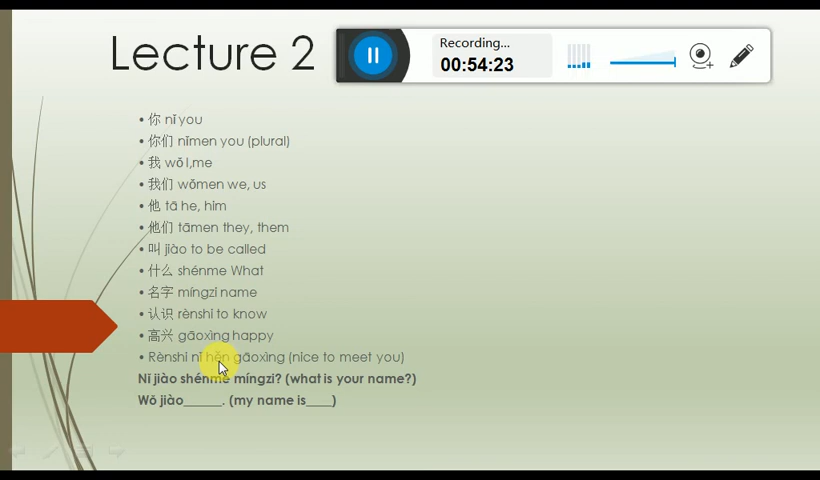 Lecture 2
Recording...
00:54:23
• 你 nǐ you
• 你们 nǐmen you (plural)
• 我 wǒ I,me
• 我们 wǒmen we, us
• 他 tā he, him
• 他们 tāmen they, them
• 叫 jiào to be called
• 什么 shénme What
• 名字 míngzi name
• 认识 rènshi to know
• 高兴 gāoxìng happy
• Rènshi nǐ hěn gāoxìng (nice to meet you)
Nǐ jiào shénme míngzi? (what is your name?)
Wǒ jiào______. (my name is____)